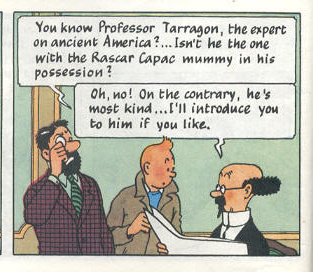 You know Professor Tarragon, the expert
on ancient America?... Isn't he the one
with the Rascar Capac mummy in his
possession?
Oh, no! On the contrary, he's
most kind...I'll introduce you
to him if you like.